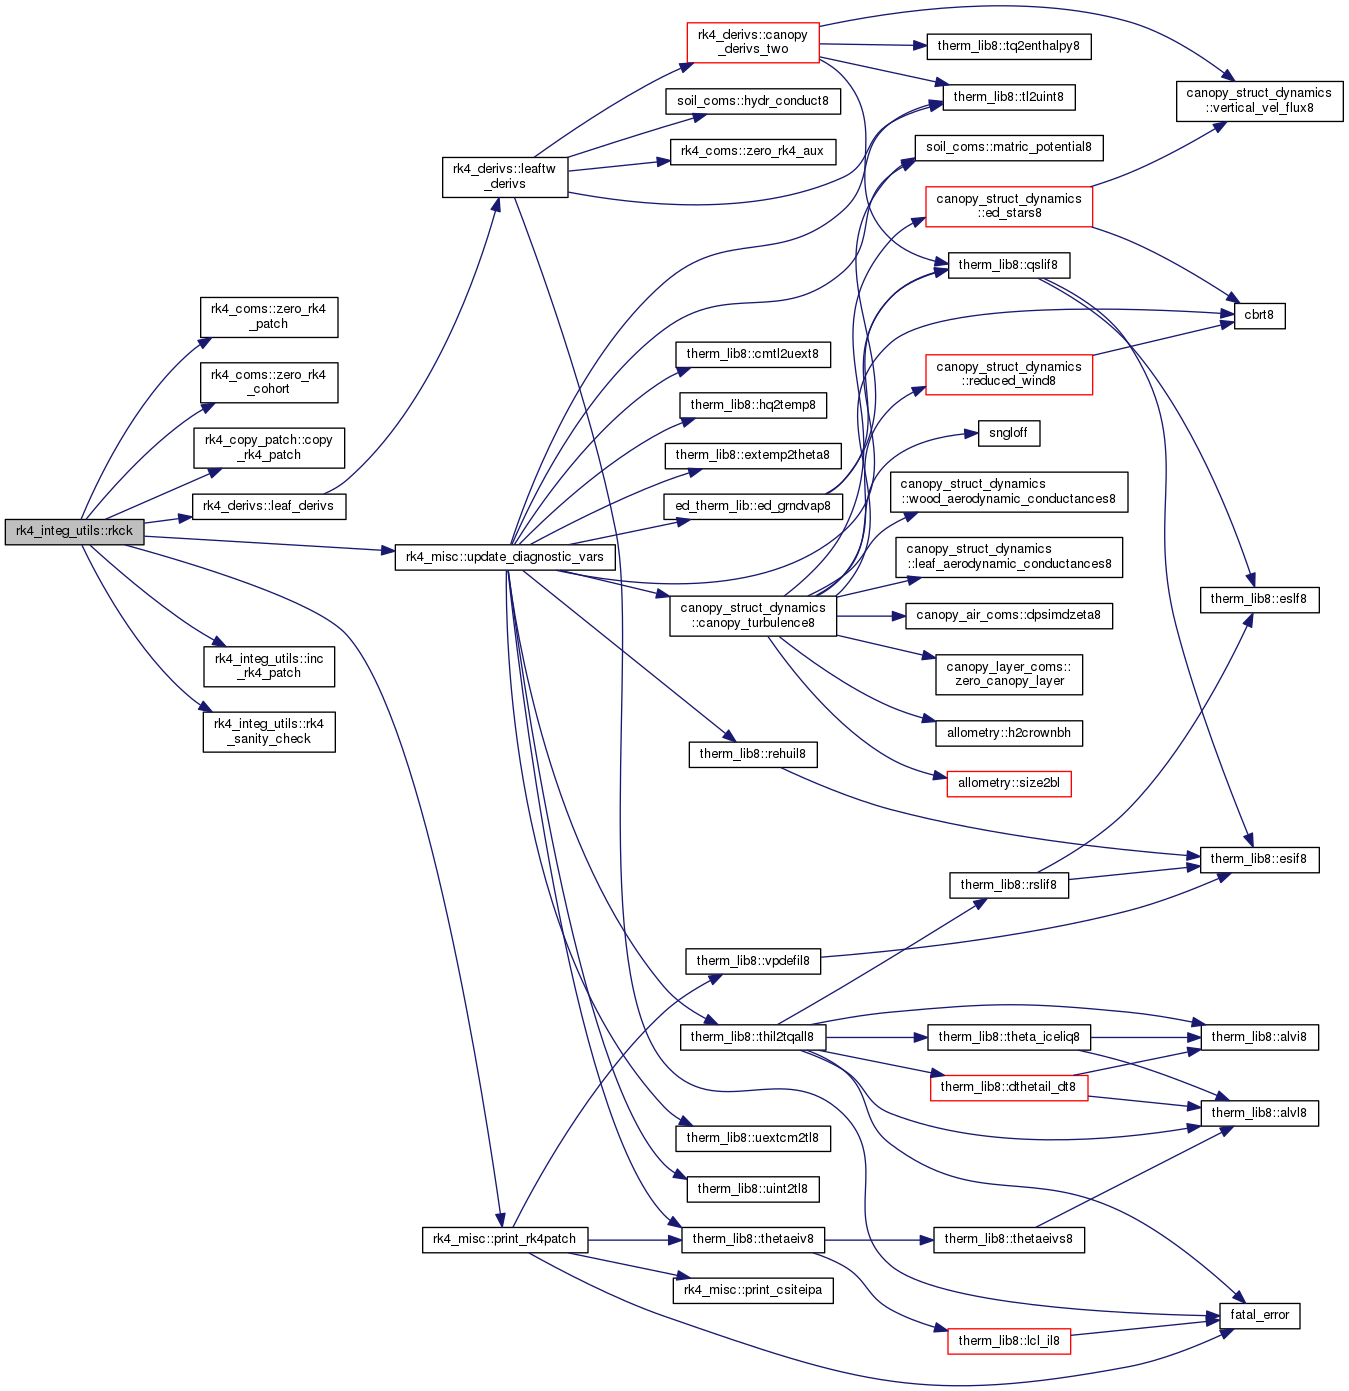 rk4_integ_utils::rkck
rk4_coms::zero_rk4
_patch
rk4_coms::zero_rk4
_cohort
rk4_copy_patch::copy
_rk4_patch
rk4_derivs::leaf_derivs
rk4_integ_utils::inc
_rk4_patch
rk4_integ_utils::rk4
_sanity_check
rk4_derivs::leaftw
_derivs
rk4_misc::update_diagnostic_vars
rk4_misc::print_rk4patch
rk4_derivs::canopy
_derivs_two
soil_coms::hydr_conduct8
rk4_coms::zero_rk4_aux
therm_lib8::cmtl2uext8
therm_lib8::hq2temp8
therm_lib8::extemp2theta8
ed_therm_lib::ed_grndvap8
canopy_struct_dynamics
::canopy_turbulence8
therm_lib8::rehuil8
therm_lib8::vpdefil8
therm_lib8::thil2tqall8
therm_lib8::uextcm2tl8
therm_lib8::uint2tl8
therm_lib8::thetaeiv8
rk4_misc::print_csiteipa
therm_lib8::tq2enthalpy8
therm_lib8::tl2uint8
soil_coms::matric_potential8
canopy_struct_dynamics
::ed_stars8
therm_lib8::qslif8
canopy_struct_dynamics
::reduced_wind8
sngloff
canopy_struct_dynamics
::wood_aerodynamic_conductances8
canopy_struct_dynamics
::leaf_aerodynamic_conductances8
canopy_air_coms::dpsimdzeta8
canopy_layer_coms::
zero_canopy_layer
allometry::h2crownbh
allometry::size2bl
therm_lib8::rslif8
therm_lib8::theta_iceliq8
therm_lib8::dthetail_dt8
therm_lib8::thetaeivs8
therm_lib8::lcl_il8
canopy_struct_dynamics
::vertical_vel_flux8
cbrt8
therm_lib8::eslf8
therm_lib8::esif8
therm_lib8::alvi8
therm_lib8::alvl8
fatal_error